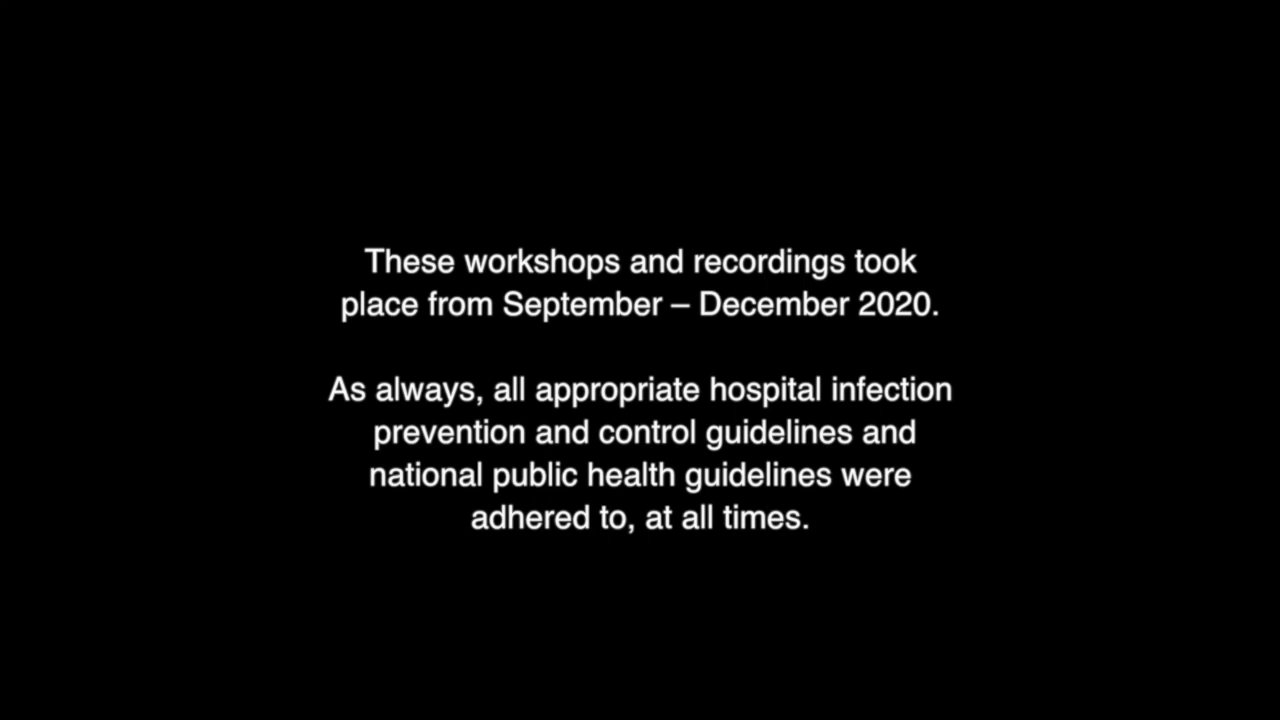 These workshops and recordings took
place from September – December 2020.
As always, all appropriate hospital infection
prevention and control guidelines and
national public health guidelines were
adhered to, at all times.